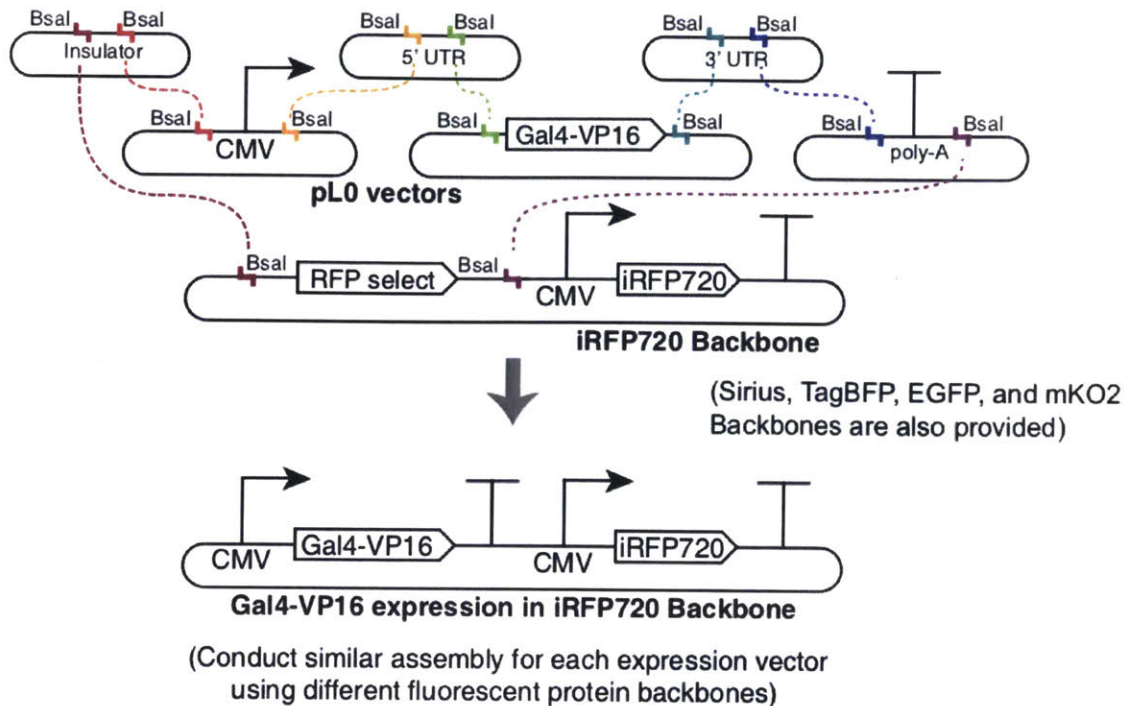 BsaI BsaI BsaI BsaI BsaI BsaI
Insulator 5' UTR 3' UTR
BsaI BsaI BsaI BsaI BsaI BsaI
CMV Gal4-VP16 poly-A
pL0 vectors
BsaI RFP select BsaI
CMV iRFP720
iRFP720 Backbone
(Sirius, TagBFP, EGFP, and mKO2
Backbones are also provided)
CMV Gal4-VP16 CMV iRFP720
Gal4-VP16 expression in iRFP720 Backbone
(Conduct similar assembly for each expression vector
using different fluorescent protein backbones)